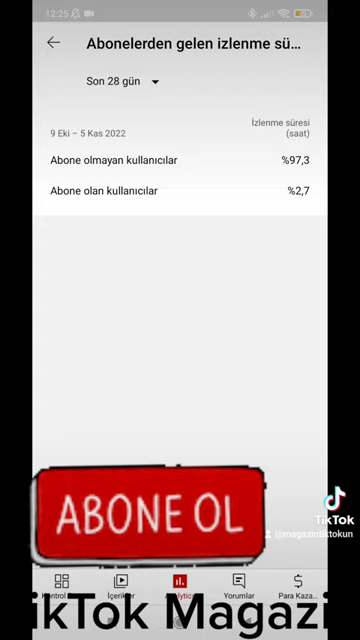 12:25
Abonelerden gelen izlenme sü...
Son 28 gün
İzlenme süresi
(saat)
9 Eki – 5 Kas 2022
Abone olmayan kullanıcılar %97,3
Abone olan kullanıcılar %2,7
ABONE OL
TikTok
@magazintiktokun
İçerikler
Yorumlar
Para Kaza...
ikTok Magazi